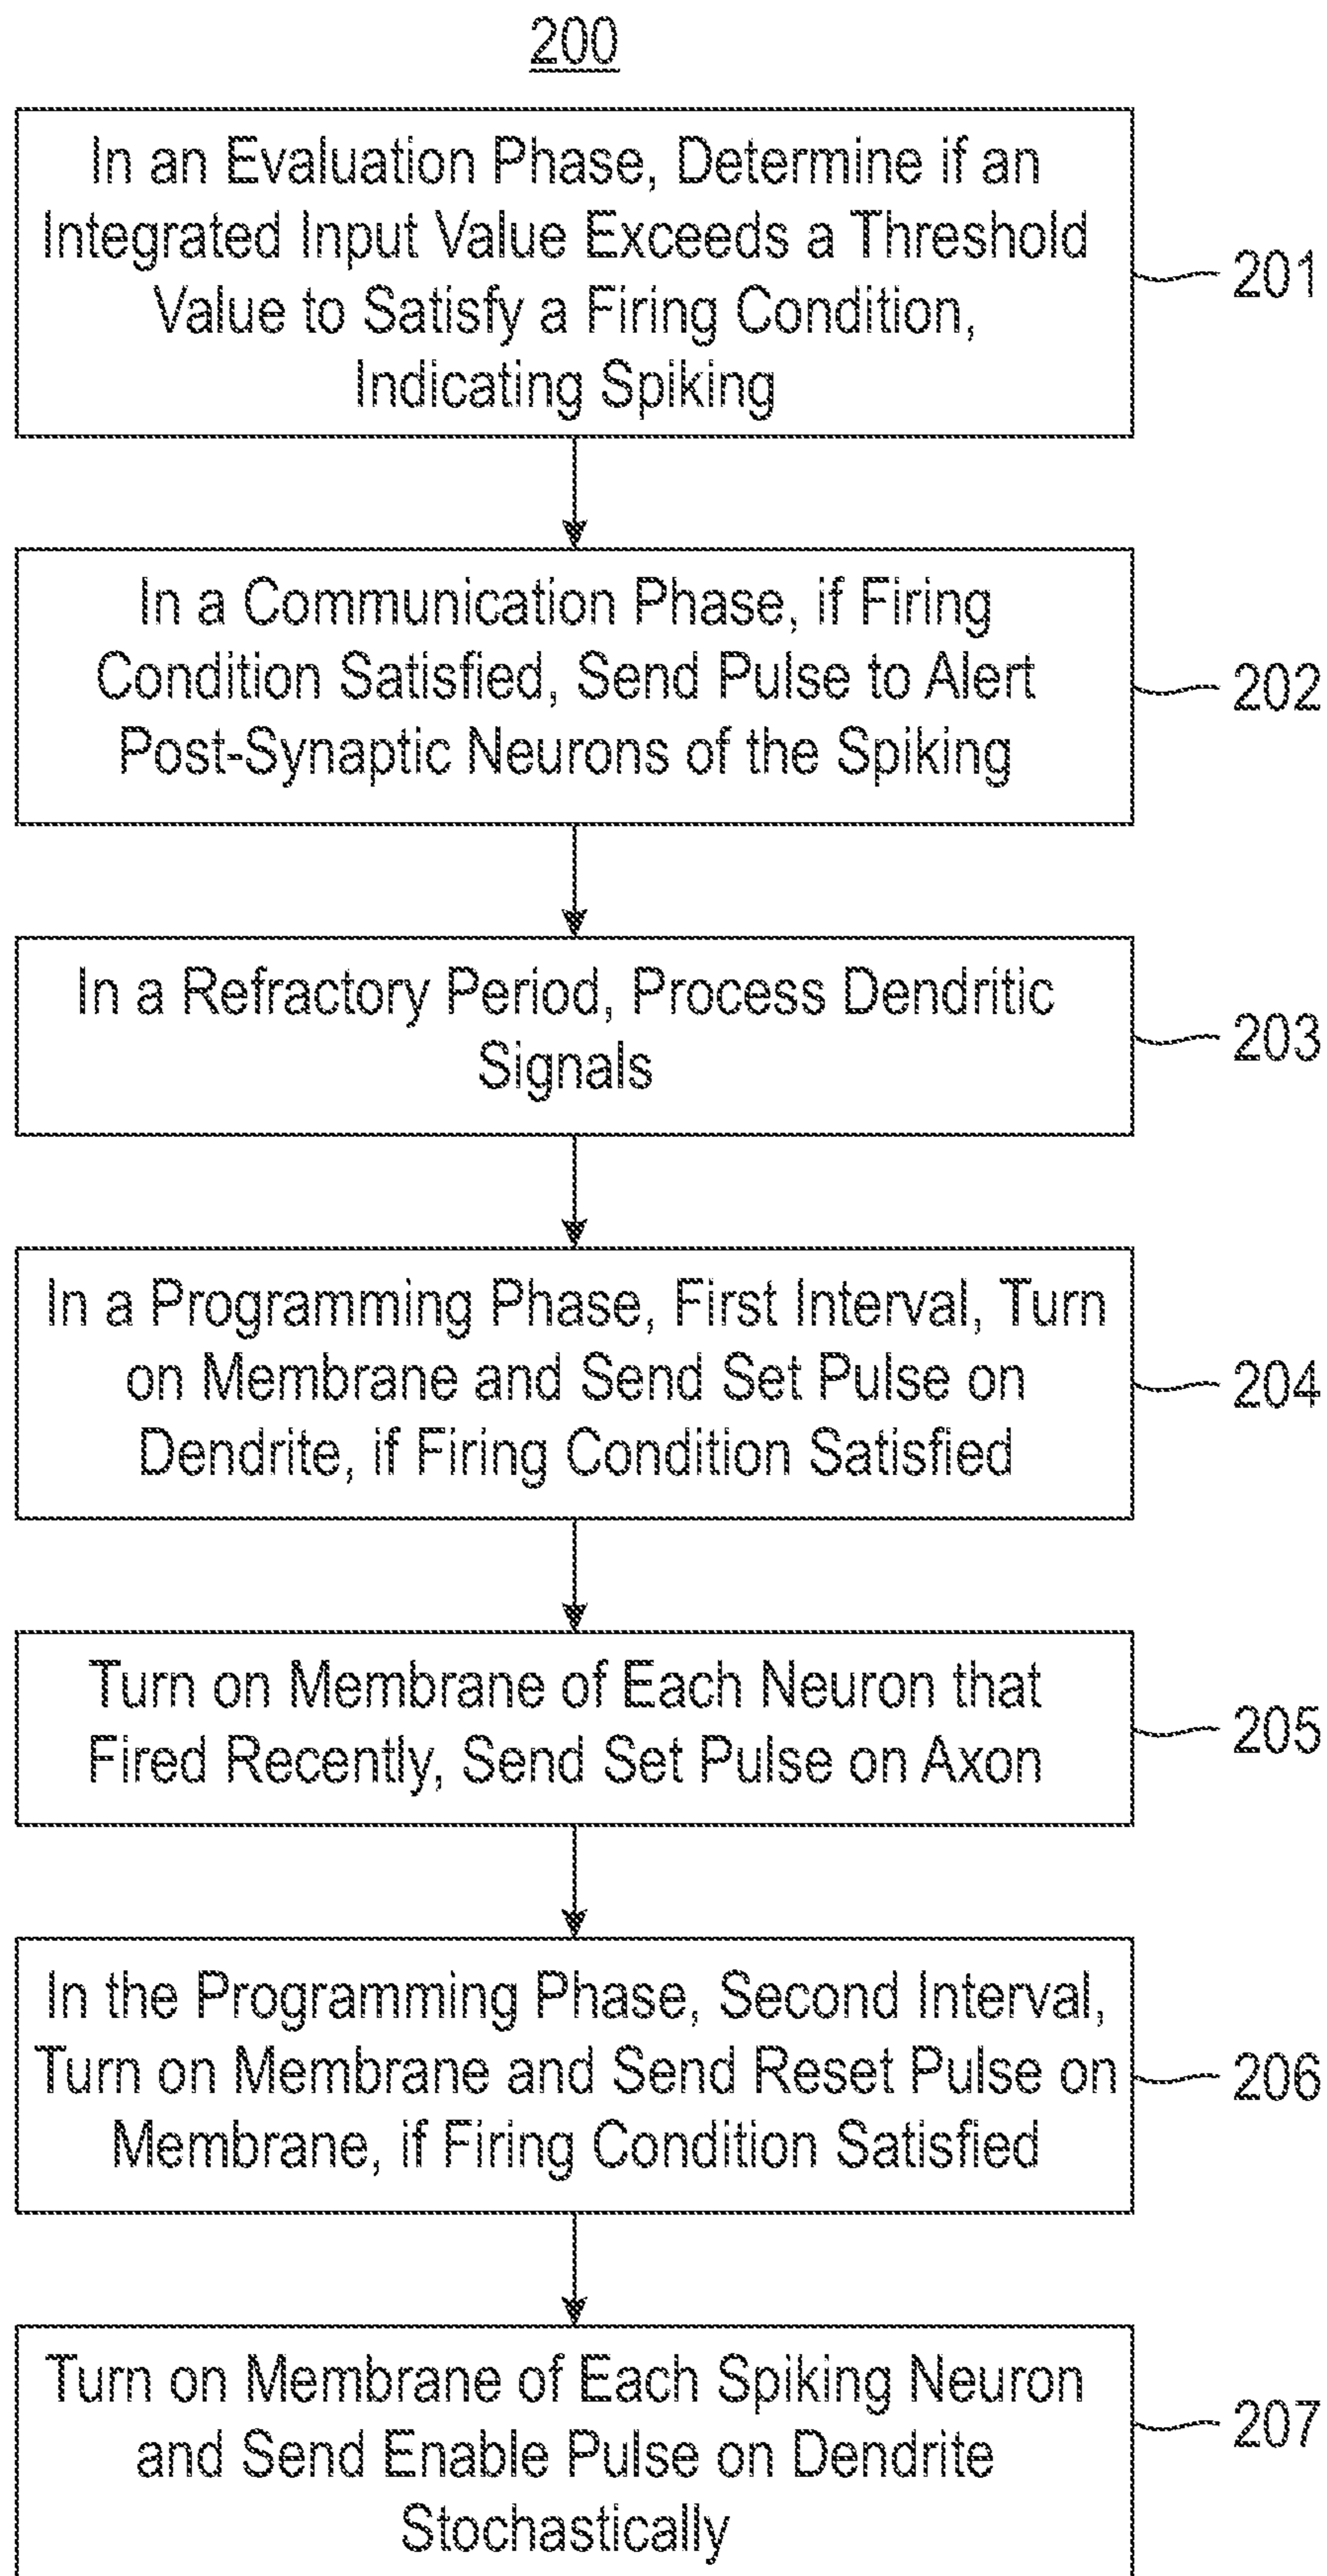 200
In an Evaluation Phase, Determine if an
Integrated Input Value Exceeds a Threshold
Value to Satisfy a Firing Condition,
Indicating Spiking
201
In a Communication Phase, if Firing
Condition Satisfied, Send Pulse to Alert
Post-Synaptic Neurons of the Spiking
202
In a Refractory Period, Process Dendritic
Signals
203
In a Programming Phase, First Interval, Turn
on Membrane and Send Set Pulse on
Dendrite, if Firing Condition Satisfied
204
Turn on Membrane of Each Neuron that
Fired Recently, Send Set Pulse on Axon
205
In the Programming Phase, Second Interval,
Turn on Membrane and Send Reset Pulse on
Membrane, if Firing Condition Satisfied
206
Turn on Membrane of Each Spiking Neuron
and Send Enable Pulse on Dendrite
Stochastically
207